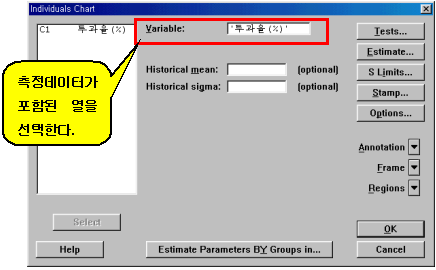 Individuals Chart
C1 투과율(%)
Variable: '투과율(%)'
Tests...
Estimate...
Historical mean: (optional)
S Limits...
Historical sigma: (optional)
Stamp...
Options...
측정데이터가
포함된 열을
선택한다.
Annotation
Frame
Regions
Select
OK
Help
Estimate Parameters BY Groups in...
Cancel